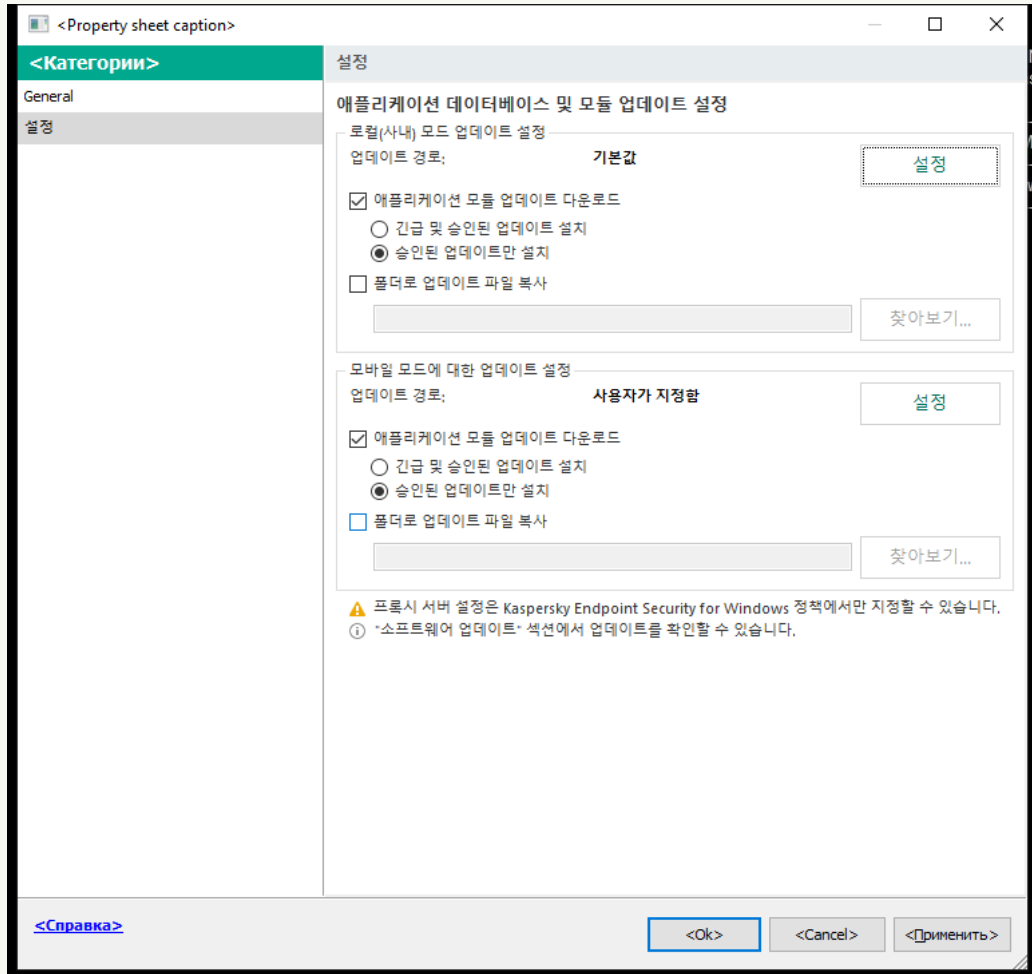 <Property sheet caption>
<Категории>
General
설정
설정
애플리케이션 데이터베이스 및 모듈 업데이트 설정
로컬(사내) 모드 업데이트 설정
업데이트 경로: 기본값 설정
애플리케이션 모듈 업데이트 다운로드
긴급 및 승인된 업데이트 설치
승인된 업데이트만 설치
폴더로 업데이트 파일 복사
찾아보기...
모바일 모드에 대한 업데이트 설정
업데이트 경로: 사용자가 지정함 설정
애플리케이션 모듈 업데이트 다운로드
긴급 및 승인된 업데이트 설치
승인된 업데이트만 설치
폴더로 업데이트 파일 복사
찾아보기...
프록시 서버 설정은 Kaspersky Endpoint Security for Windows 정책에서만 지정할 수 있습니다.
"소프트웨어 업데이트" 섹션에서 업데이트를 확인할 수 있습니다.
<Справка>
<Ok> <Cancel> <Применить>